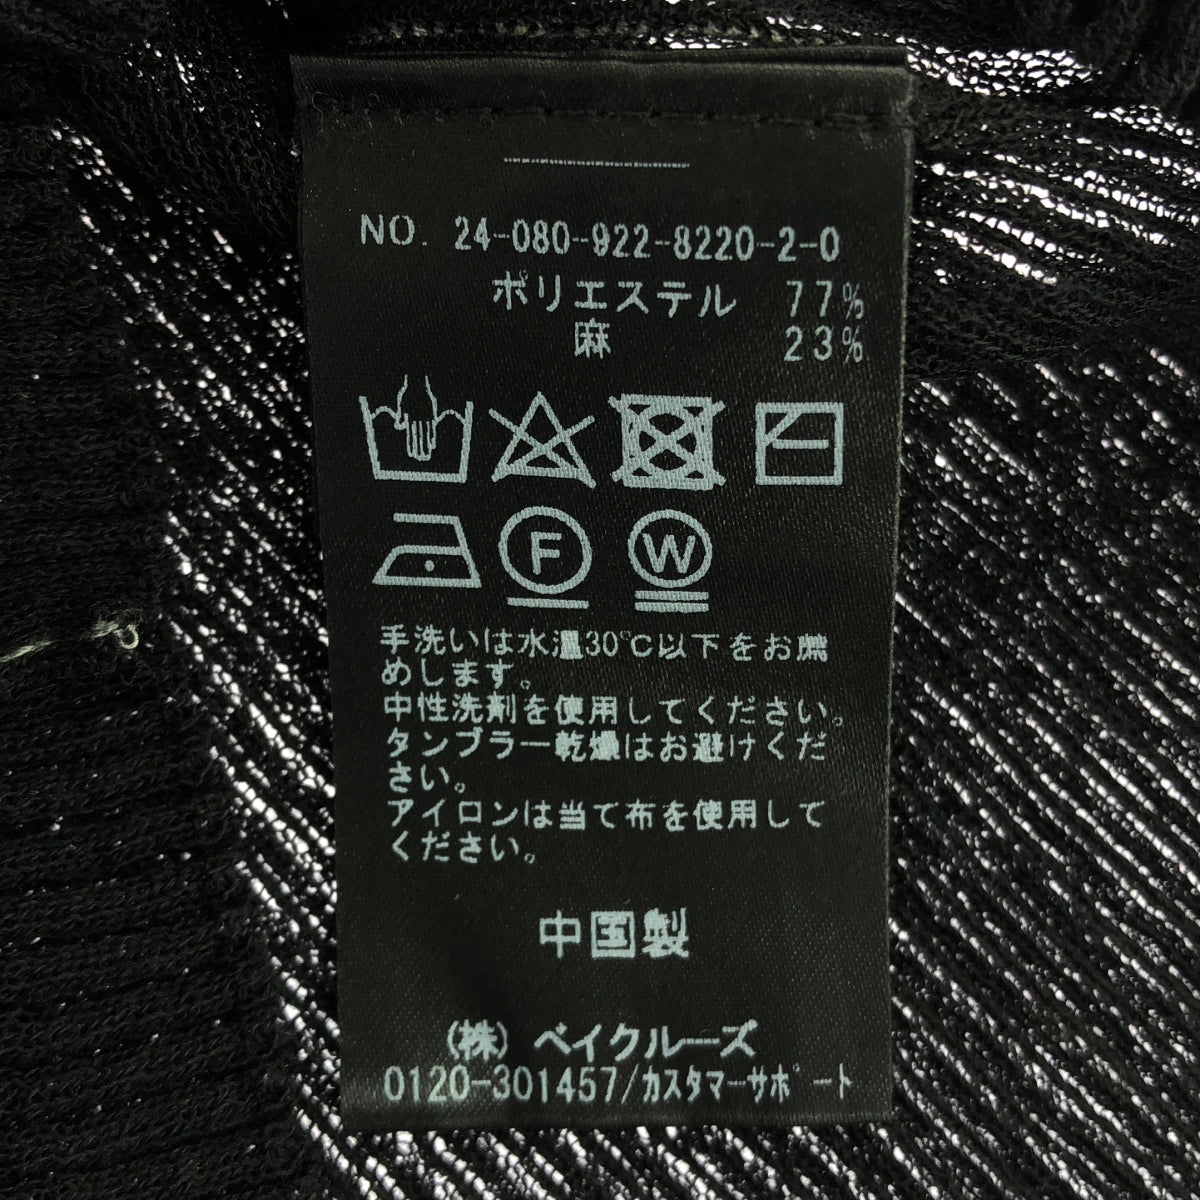 NO. 24-080-922-8220-2-0
ポリエステル 77%
麻 23%
F W
手洗いは水温30℃以下をお薦
めします。
中性洗剤を使用してください。
タンブラー乾燥はお避けくだ
さい。
アイロンは当て布を使用して
ください。
中国製
(株) ベイクルーズ
0120-301457/カスタマーサポート